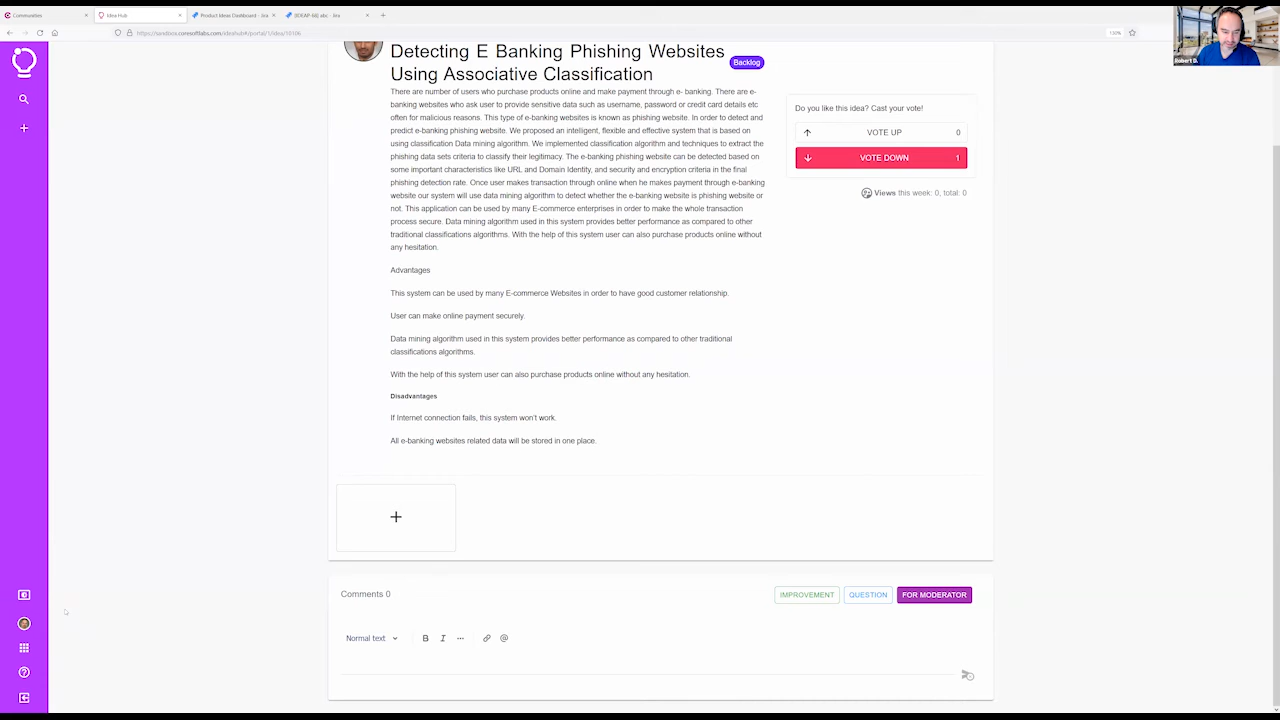 Communities
Idea Hub
Product Ideas Dashboard - Jira
[IDEAP-58] abs - Jira
https://sandbox.coresoftlabs.com/ideahub#/portal/1/idea/18106
130%
Robert D.
Detecting E Banking Phishing Websites
Using Associative Classification
Backlog
There are number of users who purchase products online and make payment through e- banking. There are e-
banking websites who ask user to provide sensitive data such as username, password or credit card details etc
often for malicious reasons. This type of e-banking websites is known as phishing website. In order to detect and
predict e-banking phishing website. We proposed an intelligent, flexible and effective system that is based on
using classification Data mining algorithm. We implemented classification algorithm and techniques to extract the
phishing data sets criteria to classify their legitimacy. The e-banking phishing website can be detected based on
some important characteristics like URL and Domain Identity, and security and encryption criteria in the final
phishing detection rate. Once user makes transaction through online when he makes payment through e-banking
website our system will use data mining algorithm to detect whether the e-banking website is phishing website or
not. This application can be used by many E-commerce enterprises in order to make the whole transaction
process secure. Data mining algorithm used in this system provides better performance as compared to other
traditional classifications algorithms. With the help of this system user can also purchase products online without
any hesitation.
Advantages
This system can be used by many E-commerce Websites in order to have good customer relationship.
User can make online payment securely.
Data mining algorithm used in this system provides better performance as compared to other traditional
classifications algorithms.
With the help of this system user can also purchase products online without any hesitation.
Disadvantages
If Internet connection fails, this system won't work.
All e-banking websites related data will be stored in one place.
Do you like this idea? Cast your vote!
VOTE UP 0
VOTE DOWN 1
Views this week: 0, total: 0
Comments 0
IMPROVEMENT
QUESTION
FOR MODERATOR
Normal text
B I ... @